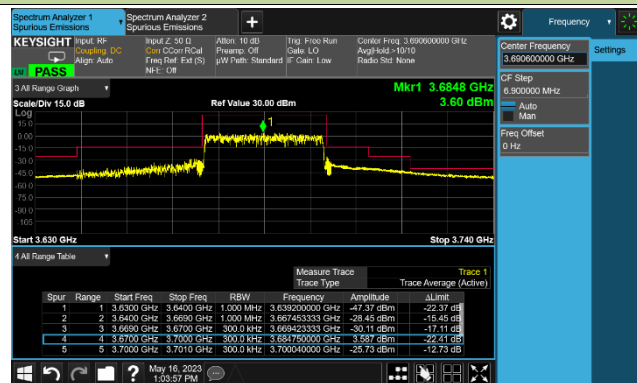 Spectrum Analyzer 1
Spurious Emissions
Spectrum Analyzer 2
Spurious Emissions
Frequency
KEYSIGHT
Input: RF
Coupling: DC
Align: Auto
Input Z: 50 Ω
Corr CCorr RCal
Freq Ref: Ext (S)
NFE: Off
Atten: 10 dB
Preamp: Off
µW Path: Standard
Trig: Free Run
Gate: LO
IF Gain: Low
Center Freq: 3.690600000 GHz
Avg|Hold:>10/10
Radio Std: None
PASS
Center Frequency
3.690600000 GHz
Settings
CF Step
6.900000 MHz
Auto
Man
Freq Offset
0 Hz
3 All Range Graph
Mkr1 3.6848 GHz
Scale/Div 15.0 dB
Ref Value 30.00 dBm
3.60 dBm
Log
15.0
0.00
-15.0
-30.0
-45.0
-60.0
-75.0
-90.0
-105
1
Start 3.630 GHz
Stop 3.740 GHz
4 All Range Table
Measure Trace Trace 1
Trace Type Trace Average (Active)
Spur Range Start Freq Stop Freq RBW Frequency Amplitude ΔLimit
1 1 3.6300 GHz 3.6400 GHz 1.000 MHz 3.639200000 GHz -47.37 dBm -22.37 dB
2 2 3.6400 GHz 3.6690 GHz 1.000 MHz 3.667453333 GHz -28.45 dBm -15.45 dB
3 3 3.6690 GHz 3.6700 GHz 300.0 kHz 3.669423333 GHz -30.11 dBm -17.11 dB
4 4 3.6700 GHz 3.7000 GHz 300.0 kHz 3.684750000 GHz 3.587 dBm -22.41 dB
5 5 3.7000 GHz 3.7010 GHz 300.0 kHz 3.700040000 GHz -25.73 dBm -12.73 dB
May 16, 2023
1:03:57 PM